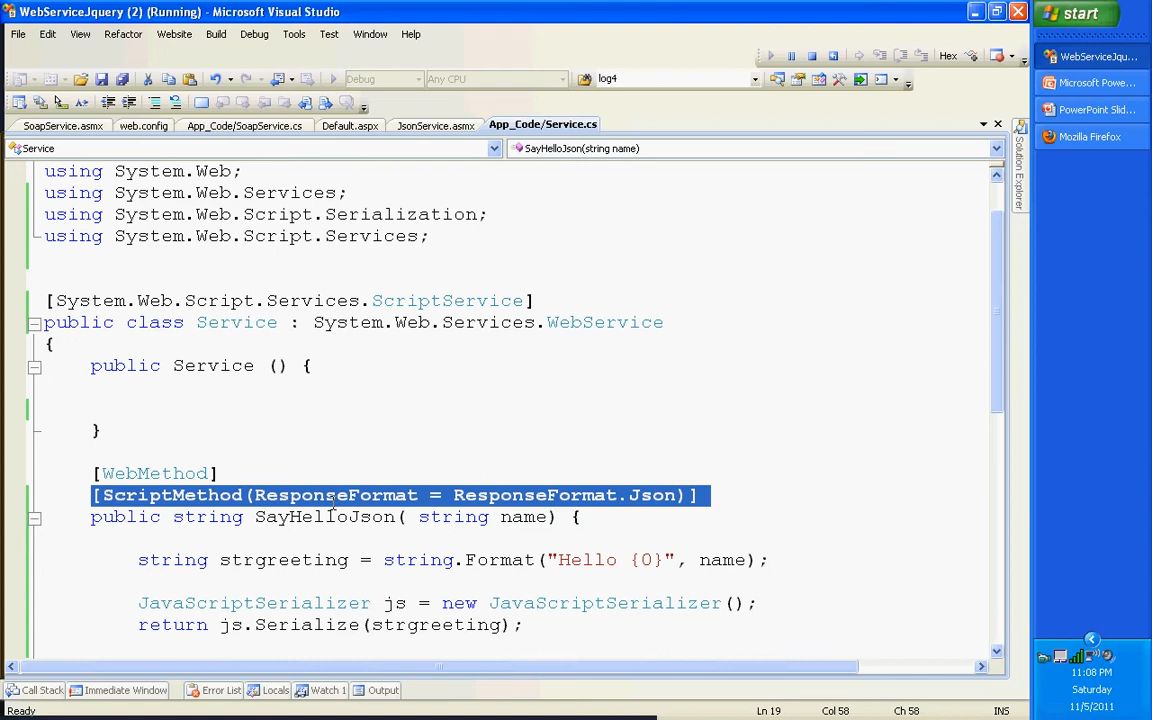 WebServiceJquery (2) (Running) - Microsoft Visual Studio
start
File Edit View Refactor Website Build Debug Tools Test Window Help
WebServiceJqu...
Hex
Debug Any CPU log4
Microsoft Powe...
PowerPoint Slid...
SoapService.asmx web.config App_Code/SoapService.cs Default.aspx JsonService.asmx App_Code/Service.cs
Mozilla Firefox
Service SayHelloJson(string name)
Solution Explorer
using System.Web;
using System.Web.Services;
using System.Web.Script.Serialization;
using System.Web.Script.Services;
[System.Web.Script.Services.ScriptService]
public class Service : System.Web.Services.WebService
{
public Service () {
}
[WebMethod]
[ScriptMethod(ResponseFormat = ResponseFormat.Json)]
public string SayHelloJson( string name) {
string strgreeting = string.Format("Hello {0}", name);
JavaScriptSerializer js = new JavaScriptSerializer();
return js.Serialize(strgreeting);
Call Stack Immediate Window Error List Locals Watch 1 Output
Ready Ln 19 Col 58 Ch 58 INS
11:08 PM
Saturday
11/5/2011